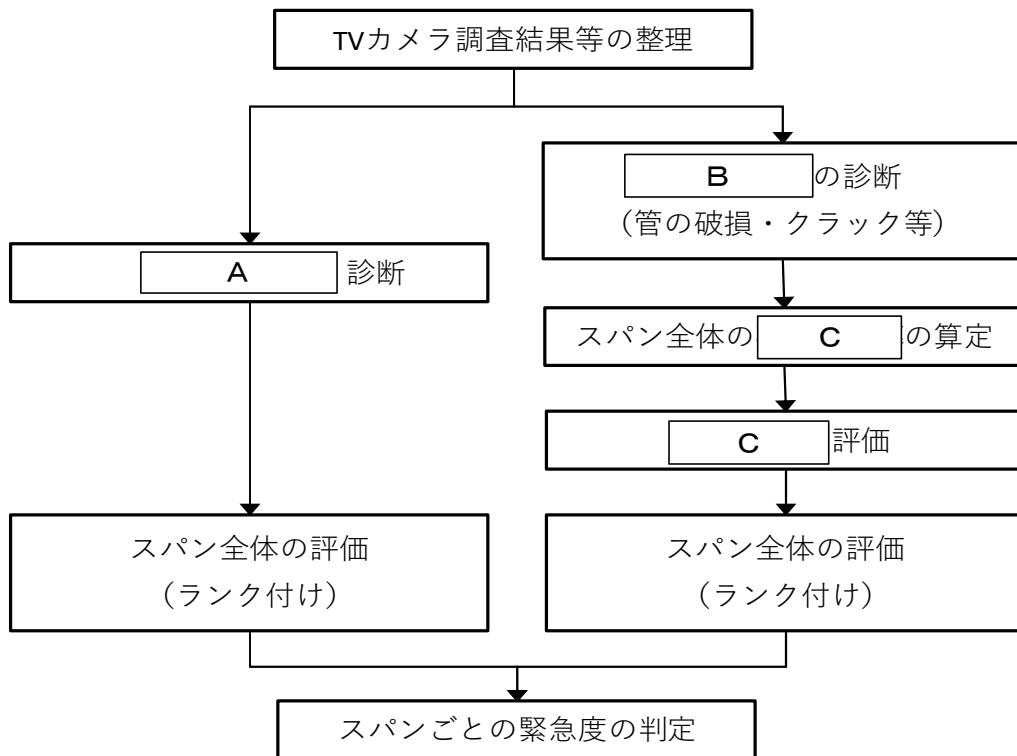 TVカメラ調査結果等の整理
Bの診断
（管の破損・クラック等）
A 診断
スパン全体のCの算定
C評価
スパン全体の評価
（ランク付け）
スパン全体の評価
（ランク付け）
スパンごとの緊急度の判定